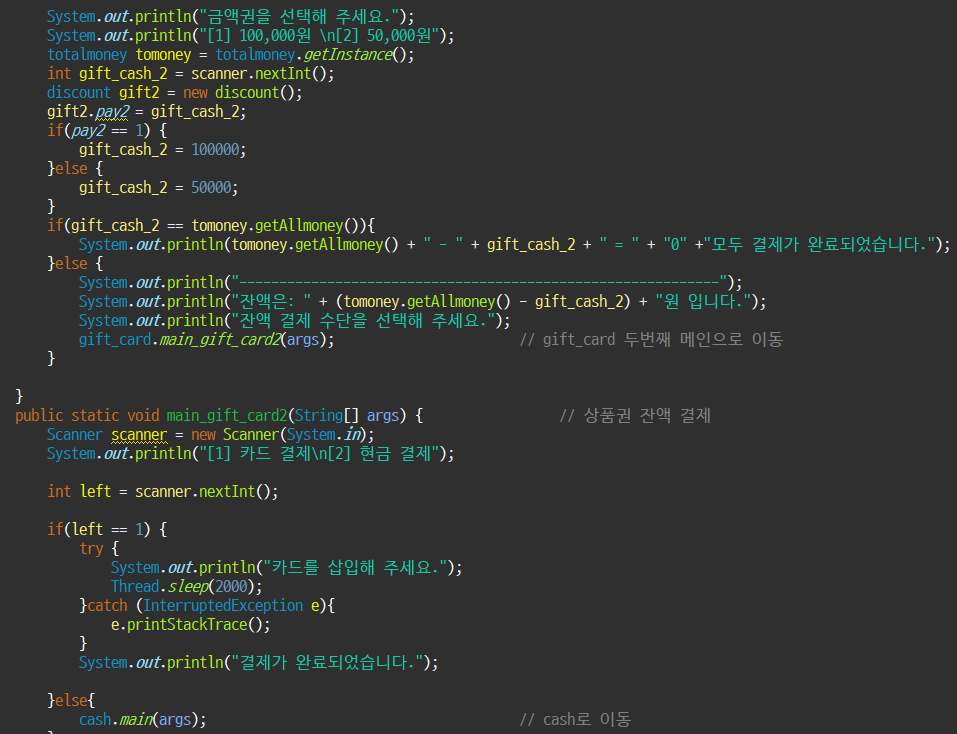 System.out.println("금액권을 선택해 주세요.");
System.out.println("[1] 100,000원 \n[2] 50,000원");
totalmoney tomoney = totalmoney.getInstance();
int gift_cash_2 = scanner.nextInt();
discount gift2 = new discount();
gift2.pay2 = gift_cash_2;
if(pay2 == 1) {
gift_cash_2 = 100000;
}else {
gift_cash_2 = 50000;
}
if(gift_cash_2 == tomoney.getAllmoney()){
System.out.println(tomoney.getAllmoney() + " - " + gift_cash_2 + " = " + "0" +"모두 결제가 완료되었습니다.");
}else {
System.out.println("------------------------------------------------------------");
System.out.println("잔액은: " + (tomoney.getAllmoney() - gift_cash_2) + "원 입니다.");
System.out.println("잔액 결제 수단을 선택해 주세요.");
gift_card.main_gift_card2(args); // gift_card 두번째 메인으로 이동
}
}
public static void main_gift_card2(String[] args) { // 상품권 잔액 결제
Scanner scanner = new Scanner(System.in);
System.out.println("[1] 카드 결제\n[2] 현금 결제");
int left = scanner.nextInt();
if(left == 1) {
try {
System.out.println("카드를 삽입해 주세요.");
Thread.sleep(2000);
}catch (InterruptedException e){
e.printStackTrace();
}
System.out.println("결제가 완료되었습니다.");
}else{
cash.main(args); // cash로 이동